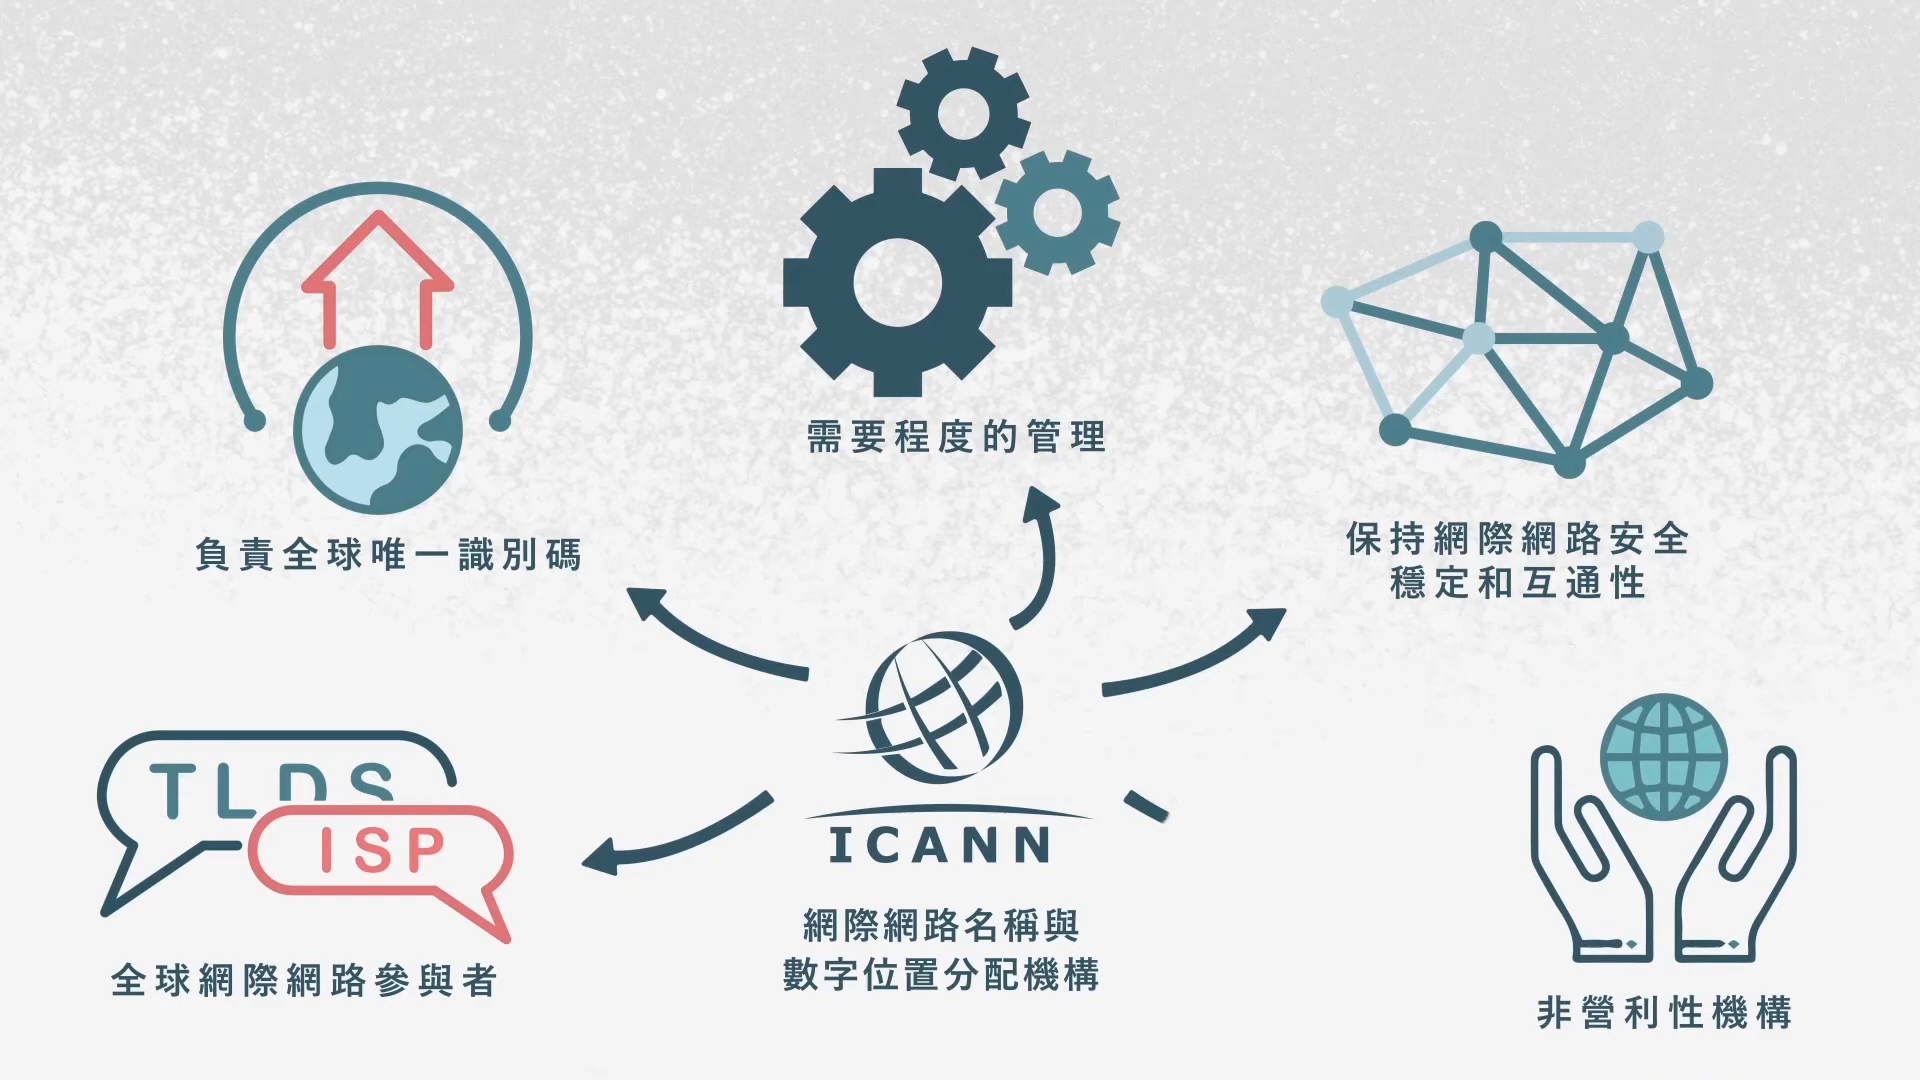 需要程度的管理
負責全球唯一識別碼
保持網際網路安全
穩定和互通性
TLDS
ISP
全球網際網路參與者
ICANN
網際網路名稱與
數字位置分配機構
非營利性機構